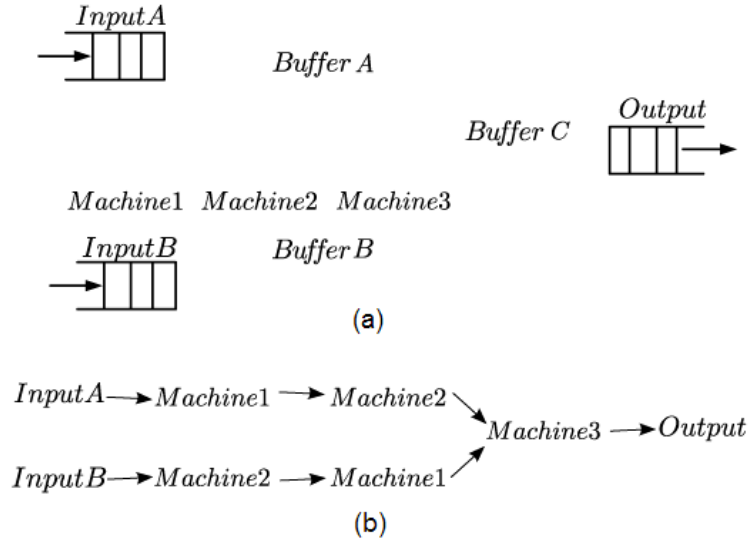 InputA
Buffer A
Output
Buffer C
Machine1 Machine2 Machine3
InputB
Buffer B
(a)
InputA Machine1 Machine2
Machine3 Output
InputB Machine2 Machine1
(b)